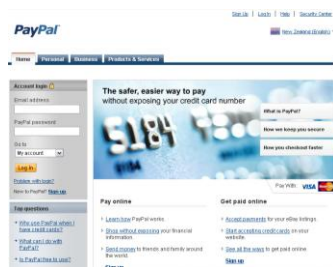 Sign Up | Log In | Help | Security Center
PayPal
New Zealand (English)
Home Personal Business Products & Services
Account login
Email address
PayPal password
Go to
My account
Log In
Problem with login?
New to PayPal? Sign up.
Top questions
Why use PayPal when I have credit cards?
What can I do with PayPal?
Is PayPal free to use?
The safer, easier way to pay
without exposing your credit card number
5184
What is PayPal?
How we keep you secure
How you checkout faster
Pay With: VISA
Pay online
Learn how PayPal works.
Shop without exposing your financial
information.
Send money to friends and family around
the world.
Sign up
Get paid online
Accept payments for your eBay listings.
Start accepting credit cards on your
website.
See all the ways to get paid online.
Sign up